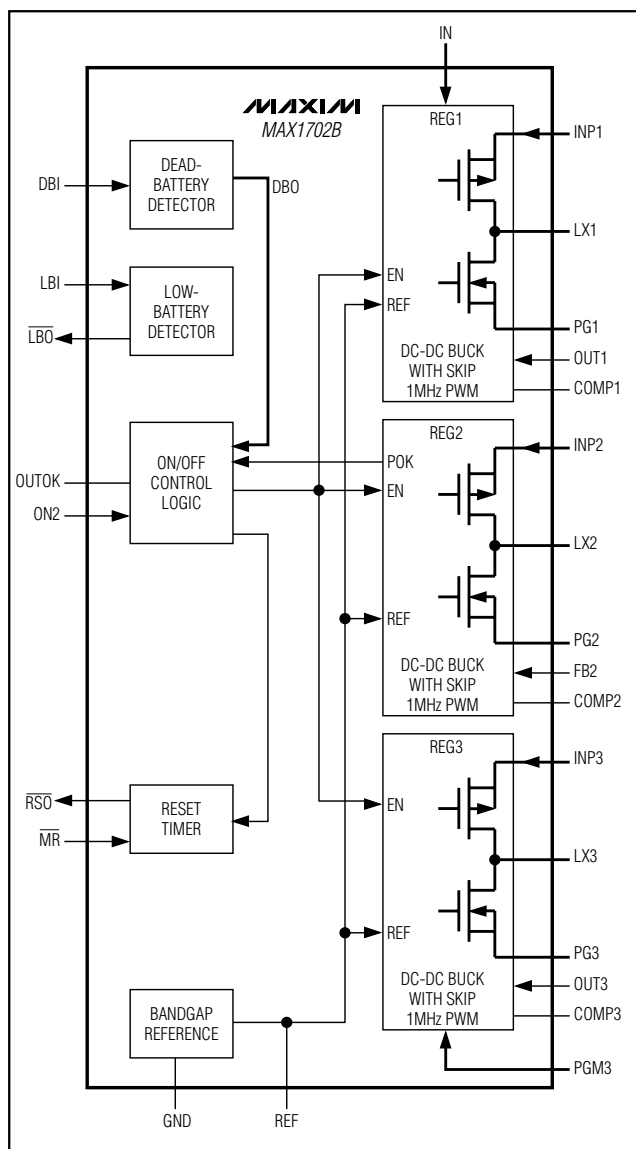 IN
MAXIM
MAX1702B
REG1
INP1
DEAD-
BATTERY
DETECTOR
DBI
DBO
LX1
LBI
LOW-
BATTERY
DETECTOR
LBO
EN
REF
PG1
DC-DC BUCK
WITH SKIP
1MHz PWM
OUT1
COMP1
REG2
INP2
ON/OFF
CONTROL
LOGIC
OUTOK
ON2
POK
EN
LX2
REF
PG2
DC-DC BUCK
WITH SKIP
1MHz PWM
FB2
COMP2
REG3
INP3
RSO
MR
RESET
TIMER
EN
LX3
REF
PG3
DC-DC BUCK
WITH SKIP
1MHz PWM
OUT3
COMP3
BANDGAP
REFERENCE
PGM3
GND
REF